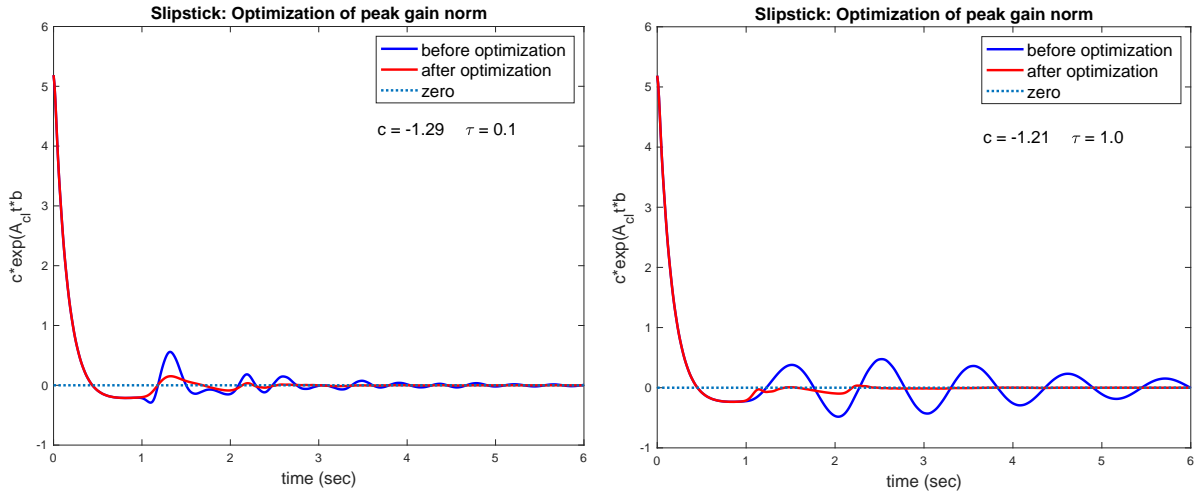 Slipstick: Optimization of peak gain norm
6
5
4
3
2
1
0
-1
c*exp(A_cl t*b
before optimization
after optimization
zero
c = -1.29 τ = 0.1
0 1 2 3 4 5 6
time (sec)
Slipstick: Optimization of peak gain norm
6
5
4
3
2
1
0
-1
c*exp(A_cl t*b
before optimization
after optimization
zero
c = -1.21 τ = 1.0
0 1 2 3 4 5 6
time (sec)